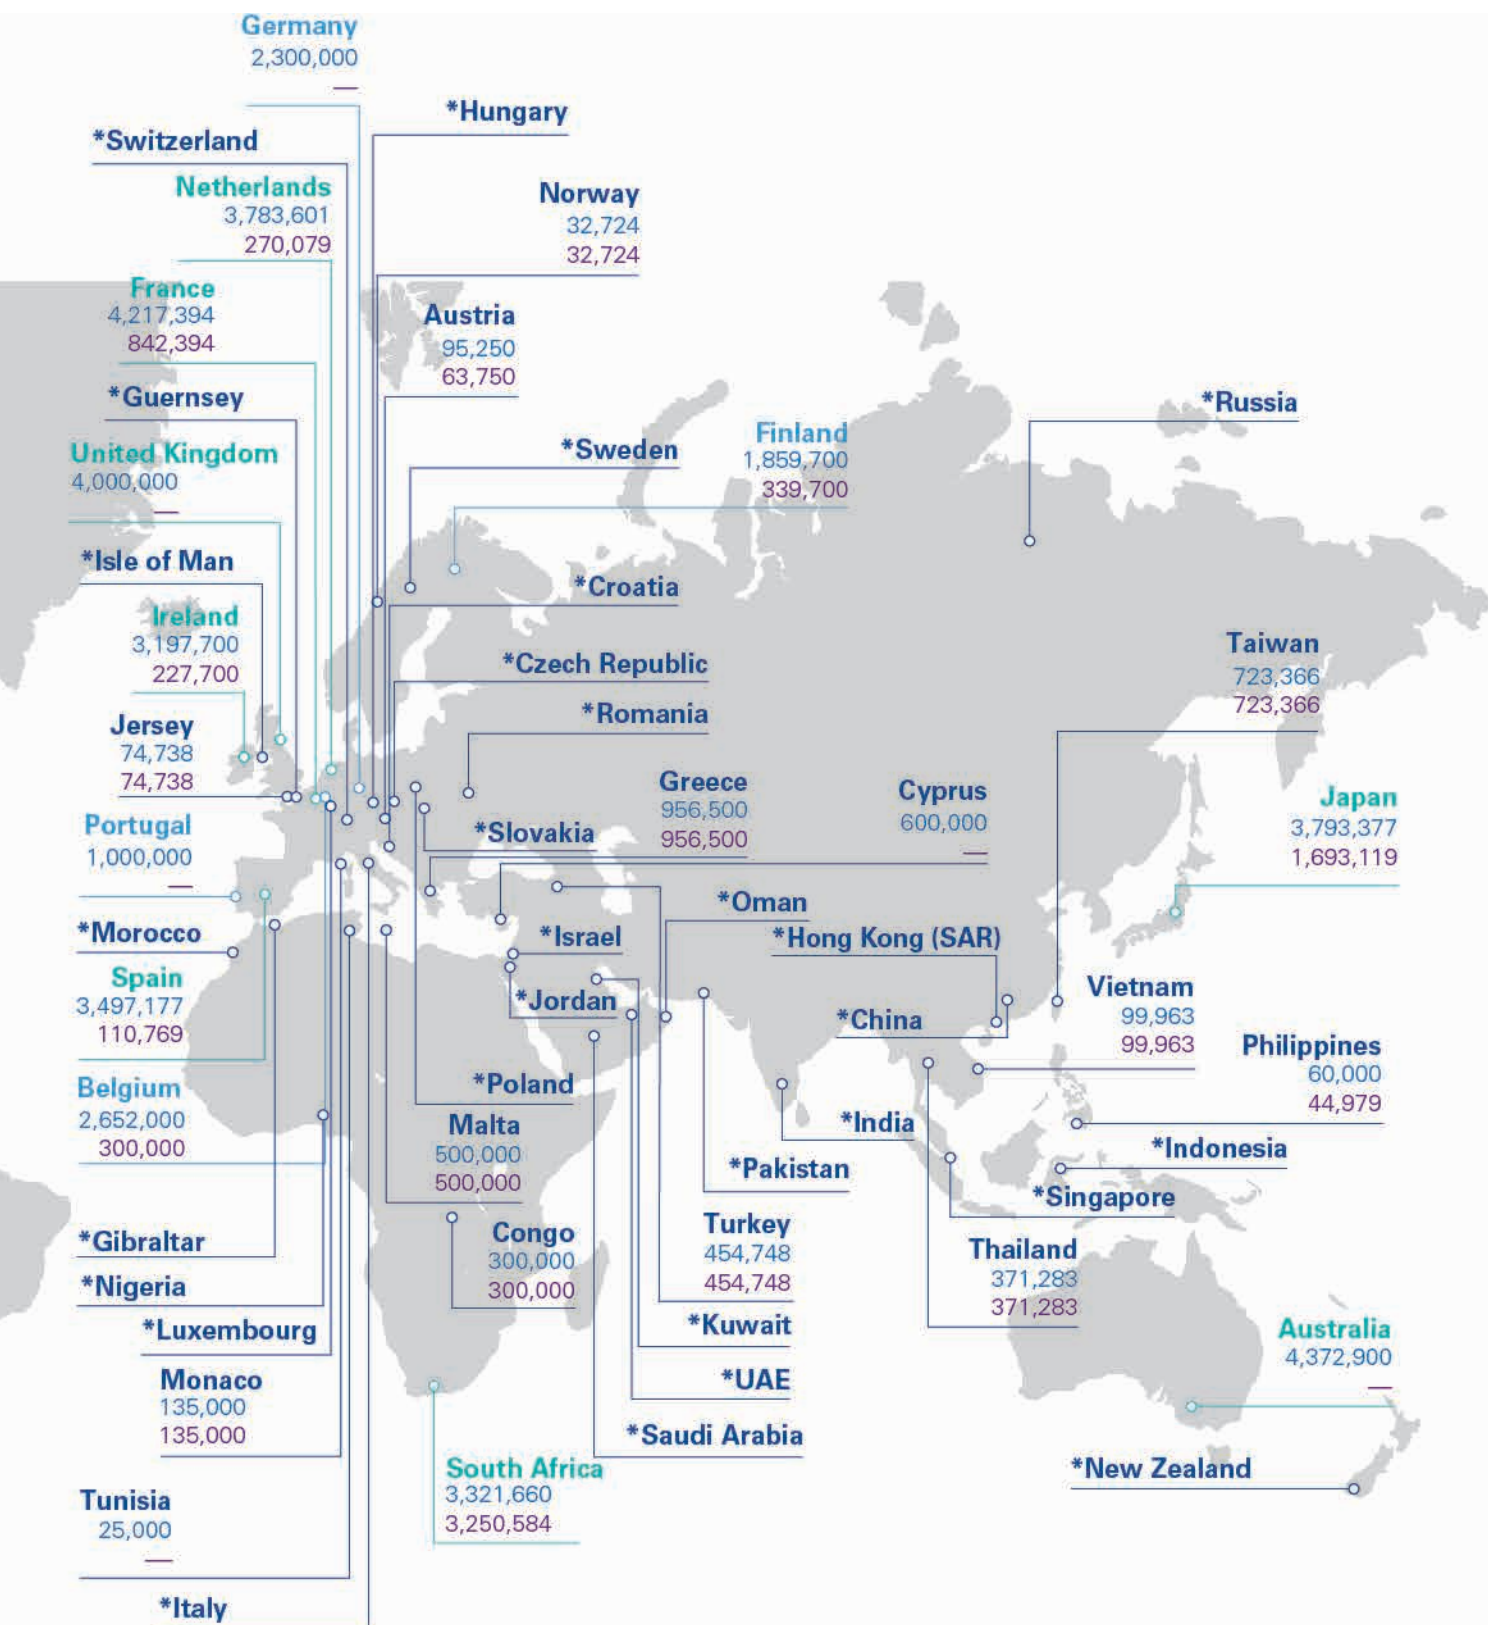 Germany
2,300,000
—
*Hungary
*Switzerland
Netherlands
3,783,601
270,079
Norway
32,724
32,724
France
4,217,394
842,394
Austria
95,250
63,750
*Guernsey
*Russia
United Kingdom
4,000,000
—
*Sweden
Finland
1,859,700
339,700
*Isle of Man
*Croatia
Ireland
3,197,700
227,700
Taiwan
723,366
723,366
*Czech Republic
*Romania
Jersey
74,738
74,738
Greece
956,500
956,500
Cyprus
600,000
—
Japan
3,793,377
1,693,119
Portugal
1,000,000
—
*Slovakia
*Oman
*Morocco
*Israel
*Hong Kong (SAR)
Spain
3,497,177
110,769
*Jordan
*China
Vietnam
99,963
99,963
Philippines
60,000
44,979
Belgium
2,652,000
300,000
*Poland
Malta
500,000
500,000
*India
*Indonesia
*Pakistan
*Singapore
*Gibraltar
Congo
300,000
300,000
Turkey
454,748
454,748
Thailand
371,283
371,283
*Nigeria
*Luxembourg
*Kuwait
Australia
4,372,900
—
Monaco
135,000
135,000
*UAE
*Saudi Arabia
South Africa
3,321,660
3,250,584
*New Zealand
Tunisia
25,000
—
*Italy